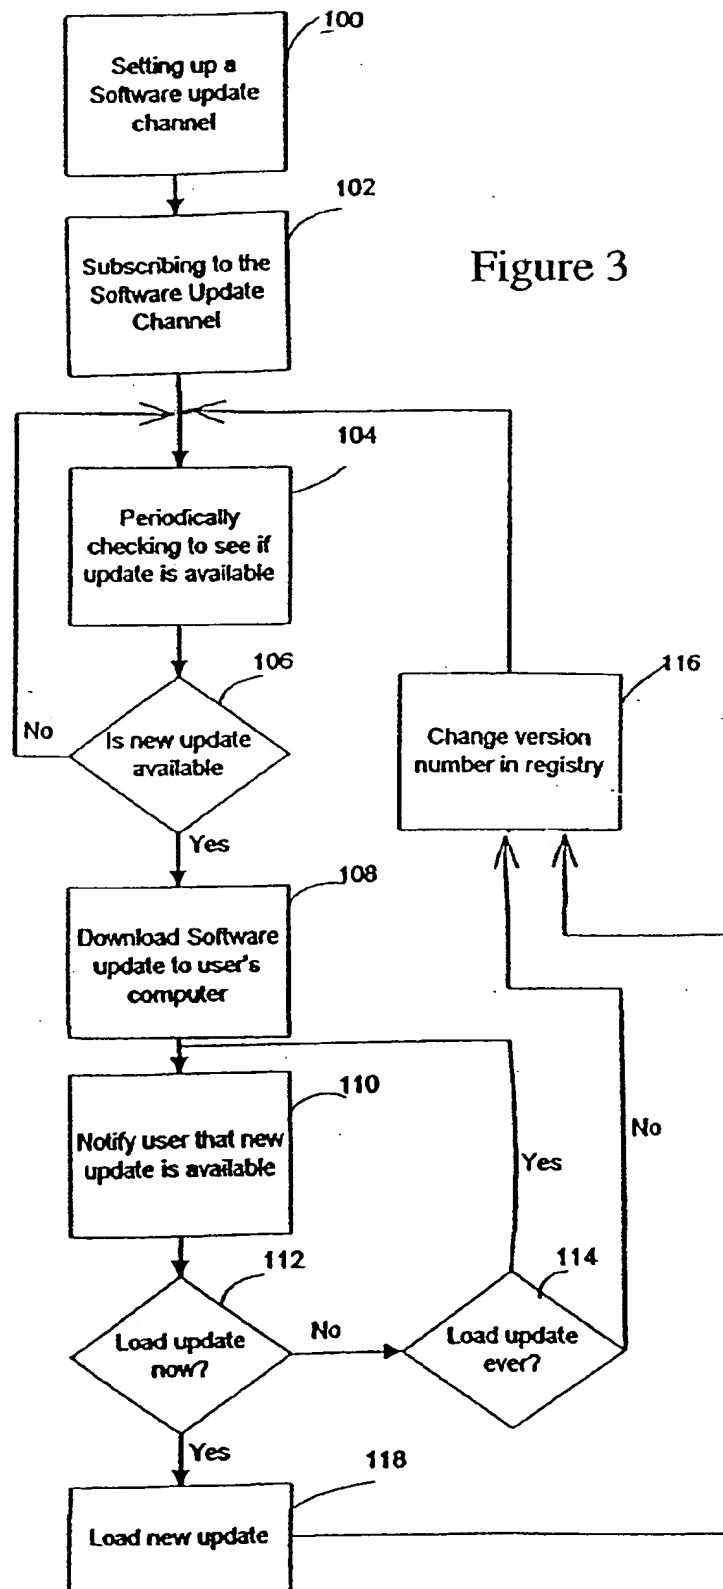 100
Setting up a
Software update
channel
102
Subscribing to the
Software Update
Channel
Figure 3
104
Periodically
checking to see if
update is available
106
No
Is new update
available
Yes
116
Change version
number in registry
108
Download Software
update to user's
computer
110
Notify user that new
update is available
Yes
No
112
Load update
now?
No
114
Load update
ever?
Yes
118
Load new update